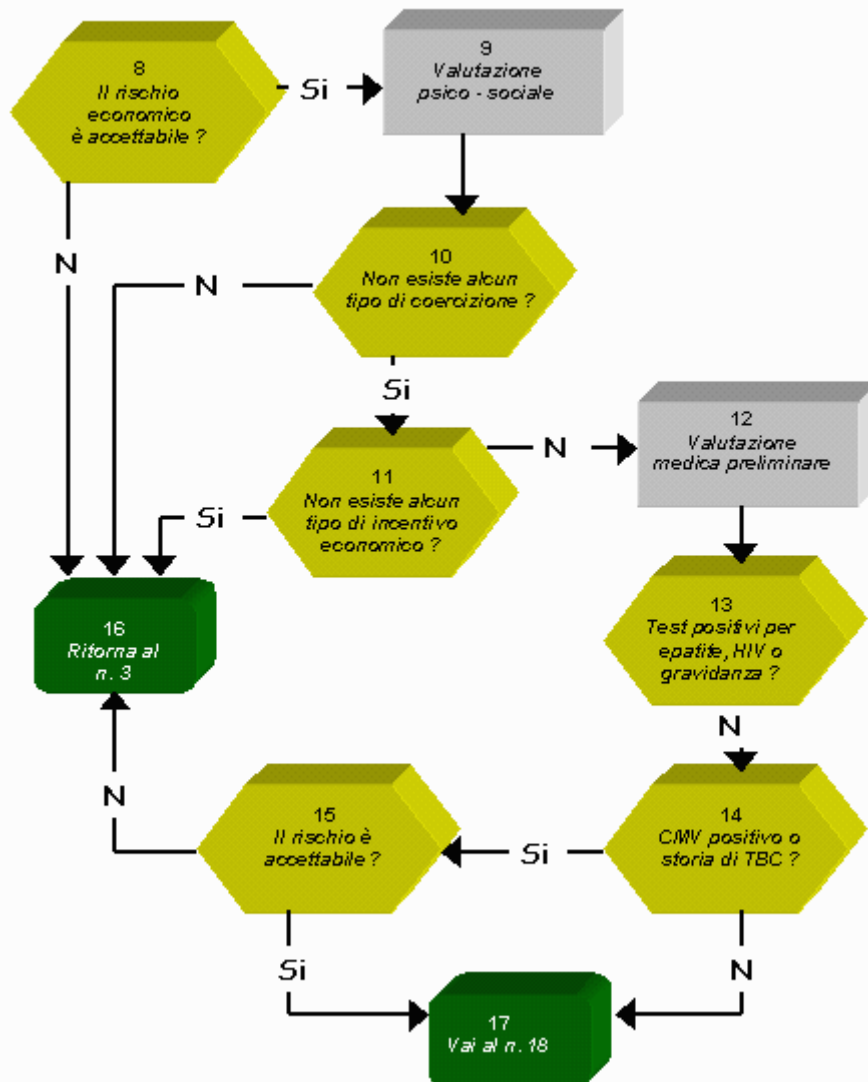 8
Il rischio
economico
è accettabile ?
Si
9
Valutazione
psico - sociale
N
10
Non esiste alcun
tipo di coercizione ?
N
Si
11
Non esiste alcun
tipo di incentivo
economico ?
N
12
Valutazione
medica preliminare
Si
13
Test positivi per
epatite, HIV o
gravidanza ?
16
Ritorna al
n. 3
N
15
Il rischio è
accettabile ?
Si
14
CMV positivo o
storia di TBC ?
N
Si
N
17
Vai al n. 18